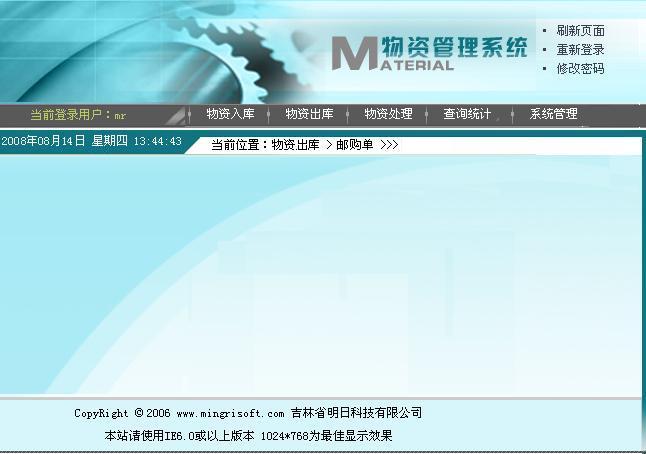 物资管理系统
MATERIAL
• 刷新页面
• 重新登录
• 修改密码
当前登录用户：mr
物资入库 物资出库 物资处理 查询统计 系统管理
2008年08月14日 星期四 13:44:43
当前位置：物资出库 > 邮购单 >>>
CopyRight © 2006 www.mingrisoft.com 吉林省明日科技有限公司
本站请使用IE6.0或以上版本 1024*768为最佳显示效果